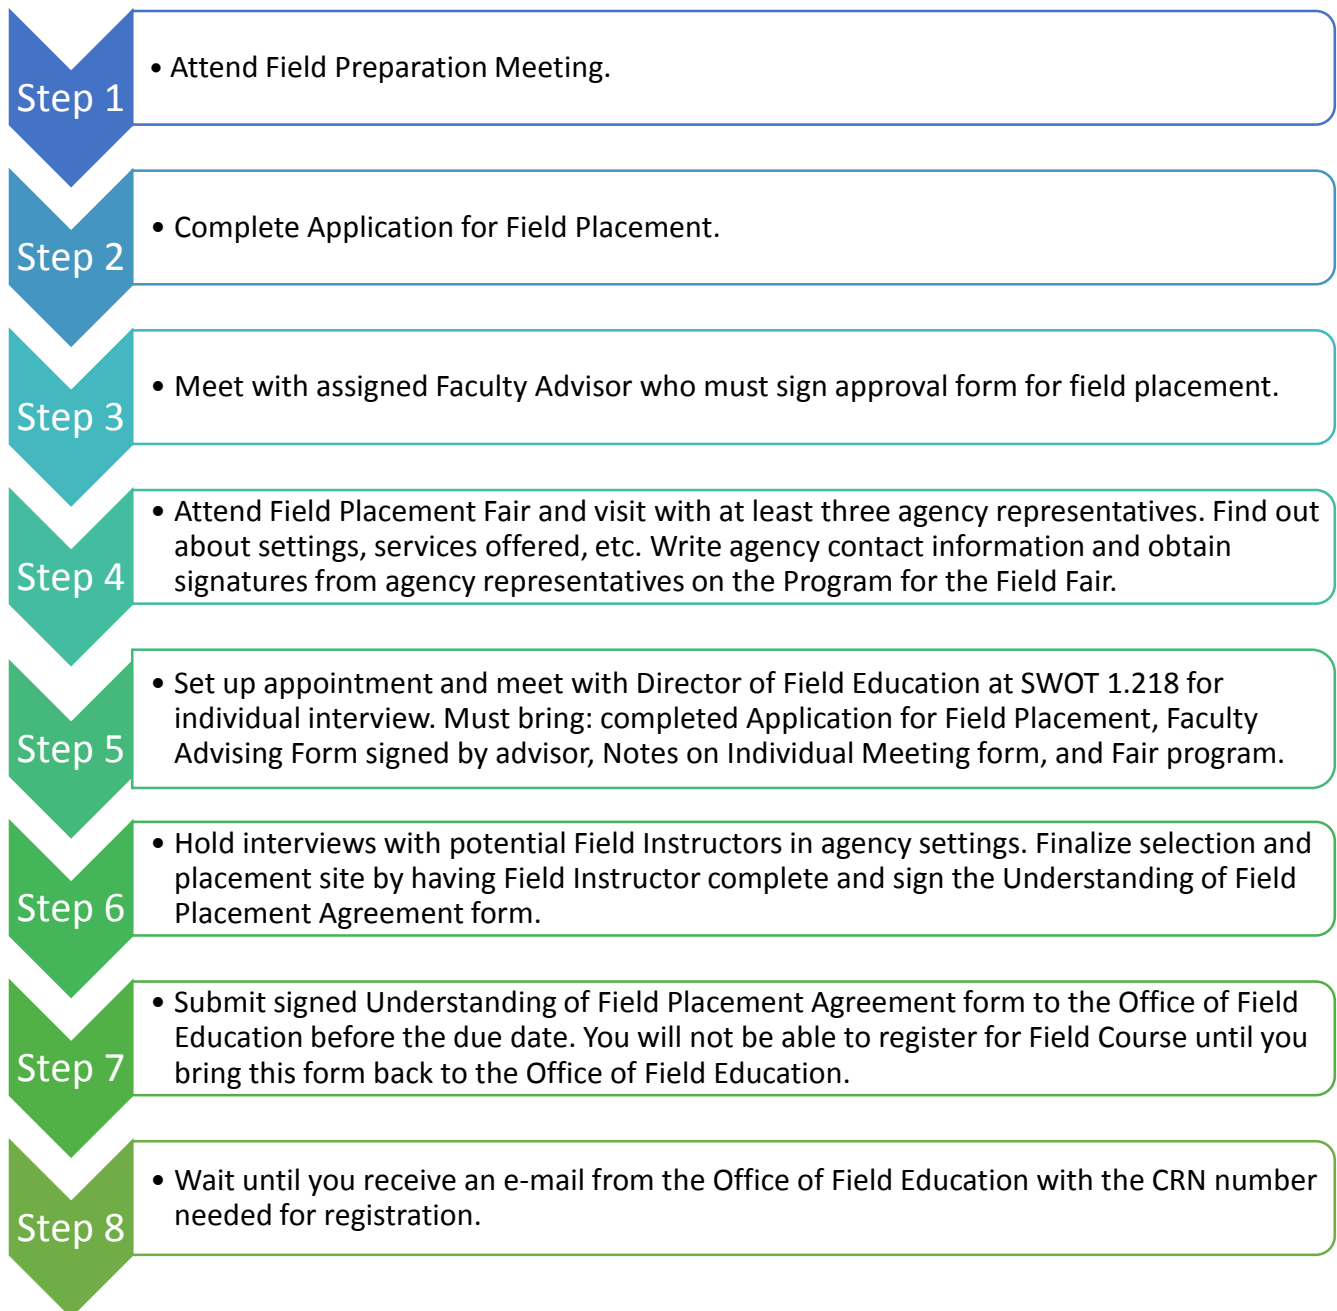 Step 1
• Attend Field Preparation Meeting.
Step 2
• Complete Application for Field Placement.
Step 3
• Meet with assigned Faculty Advisor who must sign approval form for field placement.
Step 4
• Attend Field Placement Fair and visit with at least three agency representatives. Find out
about settings, services offered, etc. Write agency contact information and obtain
signatures from agency representatives on the Program for the Field Fair.
Step 5
• Set up appointment and meet with Director of Field Education at SWOT 1.218 for
individual interview. Must bring: completed Application for Field Placement, Faculty
Advising Form signed by advisor, Notes on Individual Meeting form, and Fair program.
Step 6
• Hold interviews with potential Field Instructors in agency settings. Finalize selection and
placement site by having Field Instructor complete and sign the Understanding of Field
Placement Agreement form.
Step 7
• Submit signed Understanding of Field Placement Agreement form to the Office of Field
Education before the due date. You will not be able to register for Field Course until you
bring this form back to the Office of Field Education.
Step 8
• Wait until you receive an e-mail from the Office of Field Education with the CRN number
needed for registration.